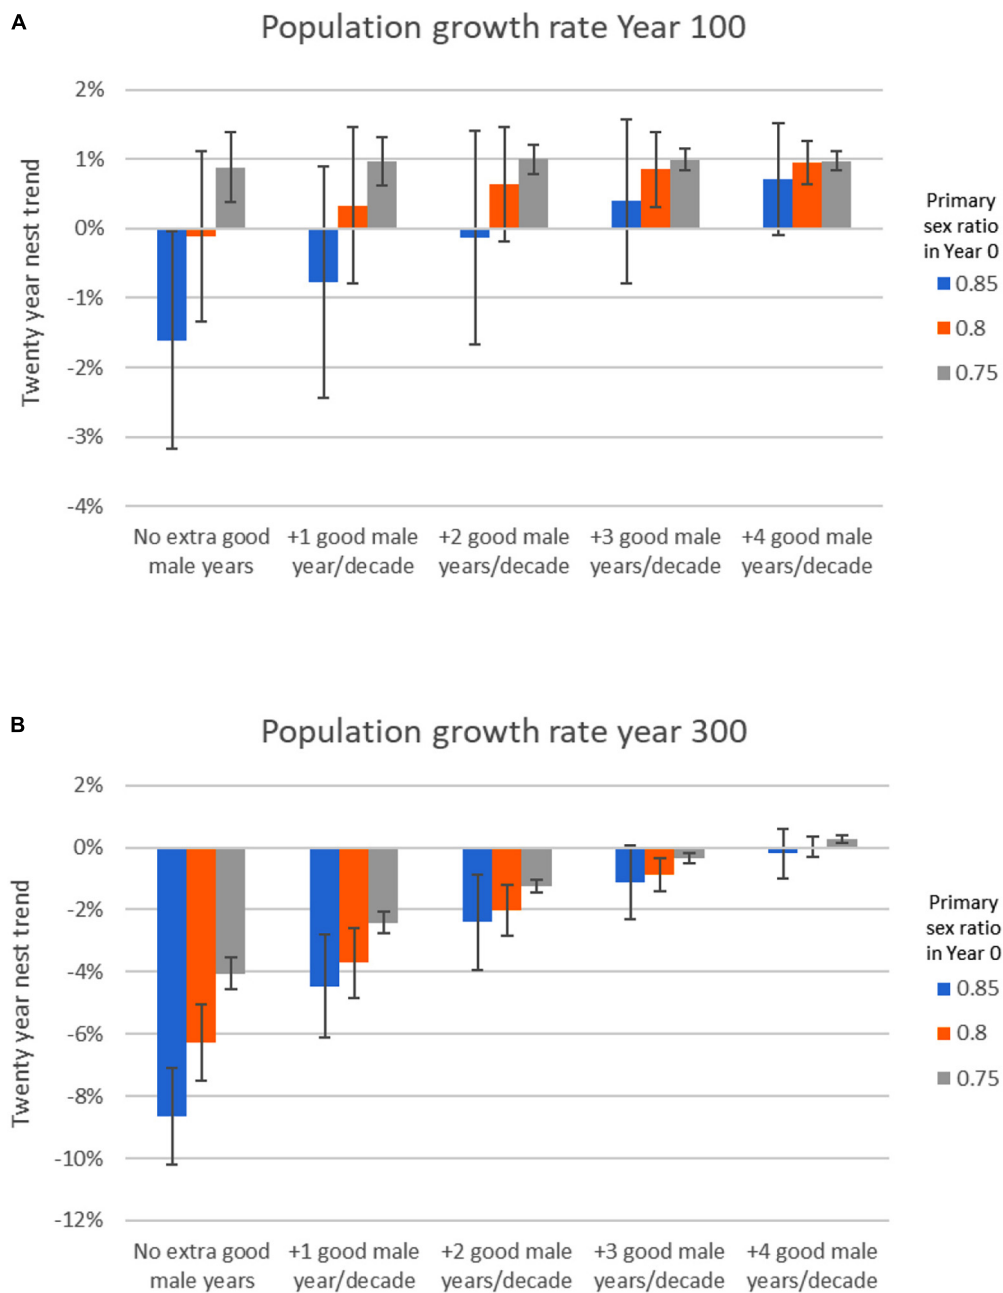 A
Population growth rate Year 100
Twenty year nest trend
2%
1%
0%
-1%
-2%
-3%
-4%
No extra good
male years
+1 good male
year/decade
+2 good male
years/decade
+3 good male
years/decade
+4 good male
years/decade
Primary
sex ratio
in Year 0
0.85
0.8
0.75
B
Population growth rate year 300
Twenty year nest trend
2%
0%
-2%
-4%
-6%
-8%
-10%
-12%
No extra good
male years
+1 good male
year/decade
+2 good male
years/decade
+3 good male
years/decade
+4 good male
years/decade
Primary
sex ratio
in Year 0
0.85
0.8
0.75